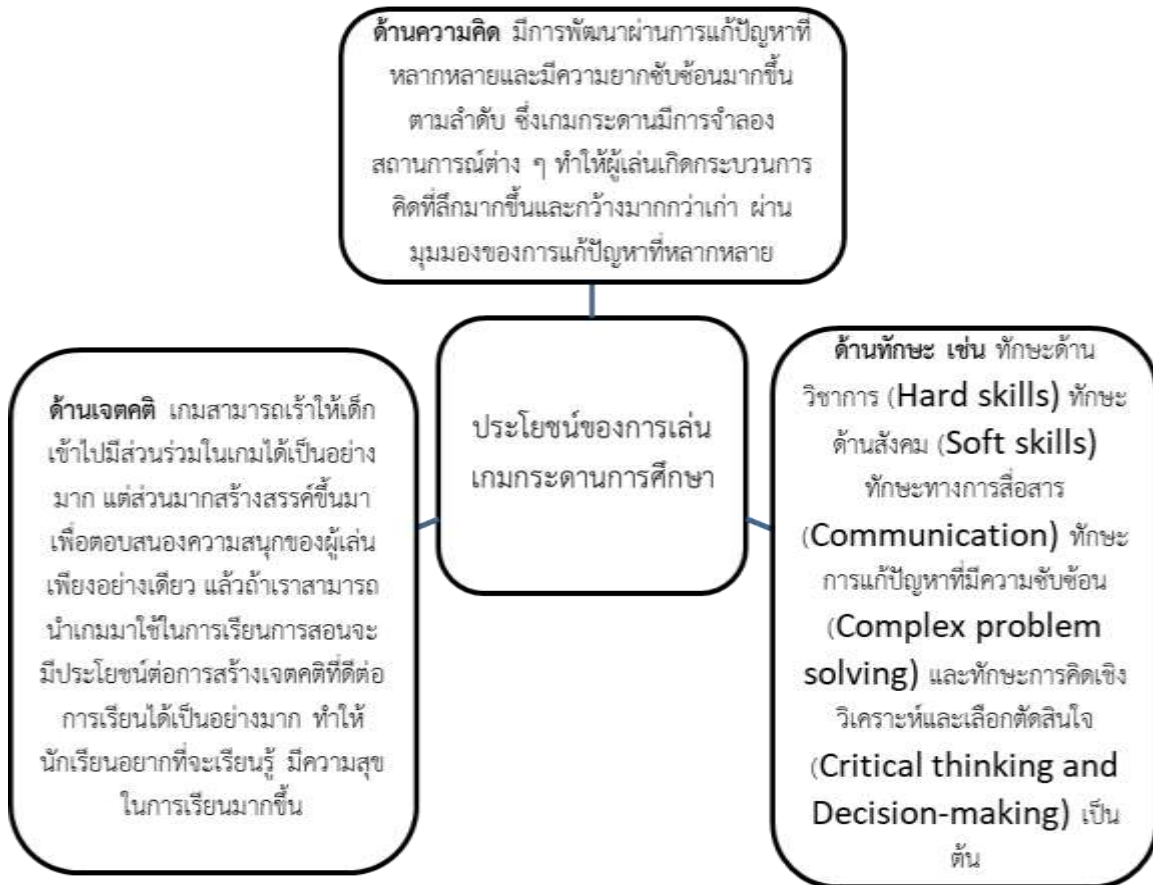 ด้านความคิด มีการพัฒนาผ่านการแก้ปัญหาที่
หลากหลายและมีความยากซับซ้อนมากขึ้น
ตามลำดับ ซึ่งเกมกระดานมีการจำลอง
สถานการณ์ต่าง ๆ ทำให้ผู้เล่นเกิดกระบวนการ
คิดที่ลึกมากขึ้นและกว้างมากกว่าเก่า ผ่าน
มุมมองของการแก้ปัญหาที่หลากหลาย
ด้านเจตคติ เกมสามารถเร้าให้เด็ก
เข้าไปมีส่วนร่วมในเกมได้เป็นอย่าง
มาก แต่ส่วนมากสร้างสรรค์ขึ้นมา
เพื่อตอบสนองความสนุกของผู้เล่น
เพียงอย่างเดียว แล้วถ้าเราสามารถ
นำเกมมาใช้ในการเรียนการสอนจะ
มีประโยชน์ต่อการสร้างเจตคติที่ดีต่อ
การเรียนได้เป็นอย่างมาก ทำให้
นักเรียนอยากที่จะเรียนรู้ มีความสุข
ในการเรียนมากขึ้น
ประโยชน์ของการเล่น
เกมกระดานการศึกษา
ด้านทักษะ เช่น ทักษะด้าน
วิชาการ (Hard skills) ทักษะ
ด้านสังคม (Soft skills)
ทักษะทางการสื่อสาร
(Communication) ทักษะ
การแก้ปัญหาที่มีความซับซ้อน
(Complex problem
solving) และทักษะการคิดเชิง
วิเคราะห์และเลือกตัดสินใจ
(Critical thinking and
Decision-making) เป็น
ต้น